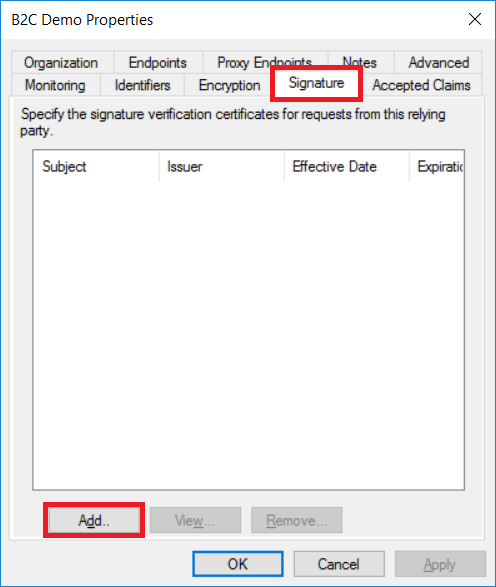 B2C Demo Properties
Organization Endpoints Proxy Endpoints Notes Advanced
Monitoring Identifiers Encryption Signature Accepted Claims
Specify the signature verification certificates for requests from this relying
party.
Subject Issuer Effective Date Expiratic
Add.. View... Remove...
OK Cancel Apply